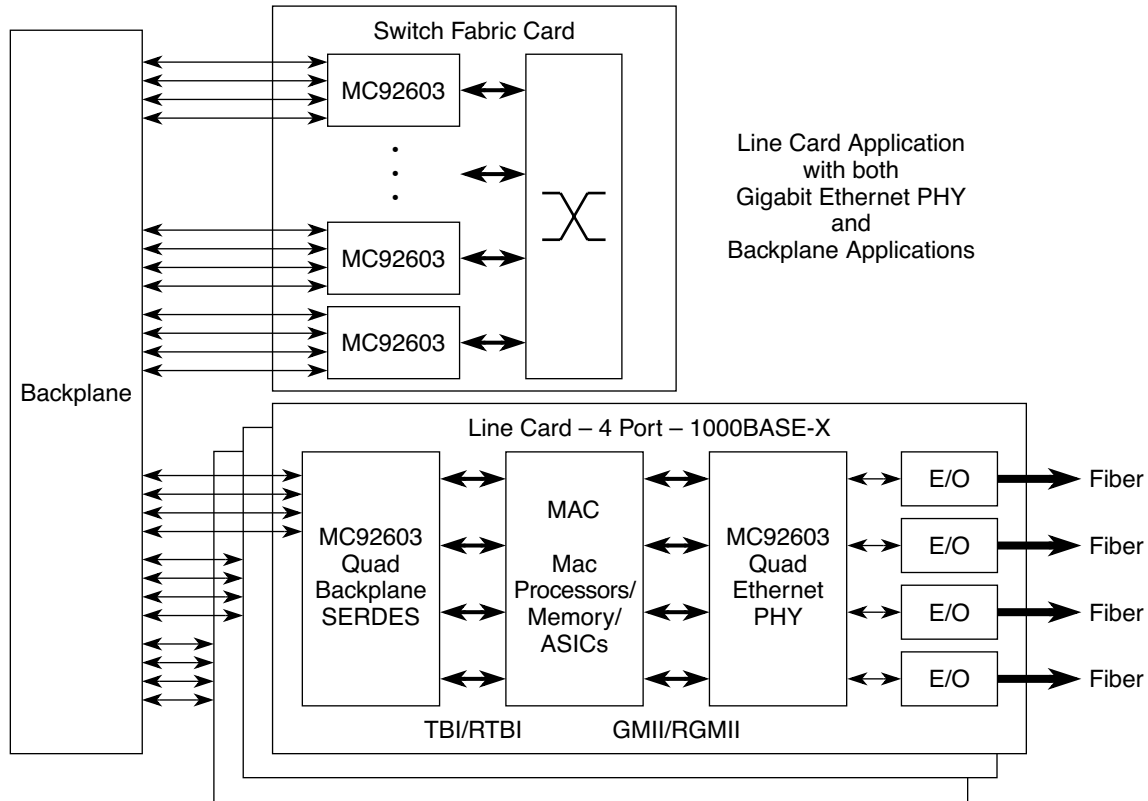 Switch Fabric Card
MC92603
MC92603
MC92603
Line Card Application
with both
Gigabit Ethernet PHY
and
Backplane Applications
Backplane
Line Card – 4 Port – 1000BASE-X
MC92603
Quad
Backplane
SERDES
MAC
Mac
Processors/
Memory/
ASICs
MC92603
Quad
Ethernet
PHY
E/O
Fiber
E/O
Fiber
E/O
Fiber
E/O
Fiber
TBI/RTBI
GMII/RGMII